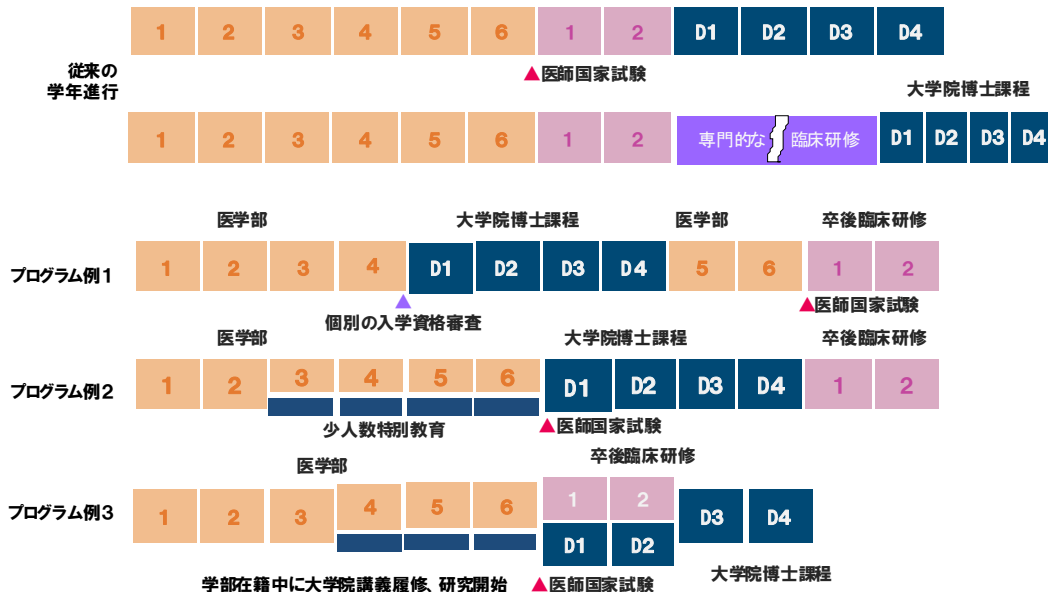 1 2 3 4 5 6 1 2 D1 D2 D3 D4
▲医師国家試験
従来の
学年進行
大学院博士課程
1 2 3 4 5 6 1 2 専門的な 臨床研修 D1 D2 D3 D4
医学部 大学院博士課程 医学部 卒後臨床研修
プログラム例1 1 2 3 4 D1 D2 D3 D4 5 6 1 2
▲医師国家試験
個別の入学資格審査
医学部 大学院博士課程 卒後臨床研修
プログラム例2 1 2 3 4 5 6 D1 D2 D3 D4 1 2
少人数特別教育 ▲医師国家試験
卒後臨床研修
医学部
プログラム例3 1 2 3 4 5 6 1 2 D3 D4
D1 D2
大学院博士課程
学部在籍中に大学院講義履修、研究開始 ▲医師国家試験